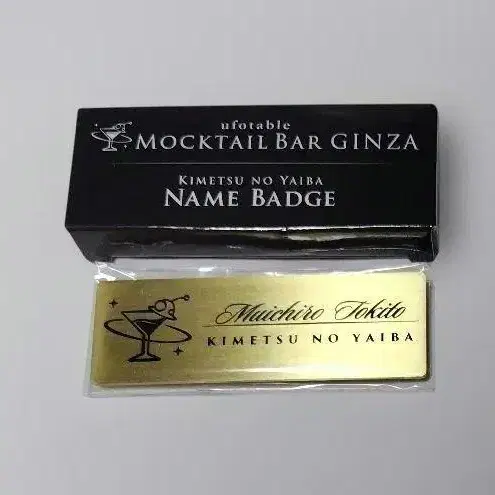 ufotable
MOCKTAIL BAR GINZA
KIMETSU NO YAIBA
NAME BADGE
Muichiro Tokito
KIMETSU NO YAIBA